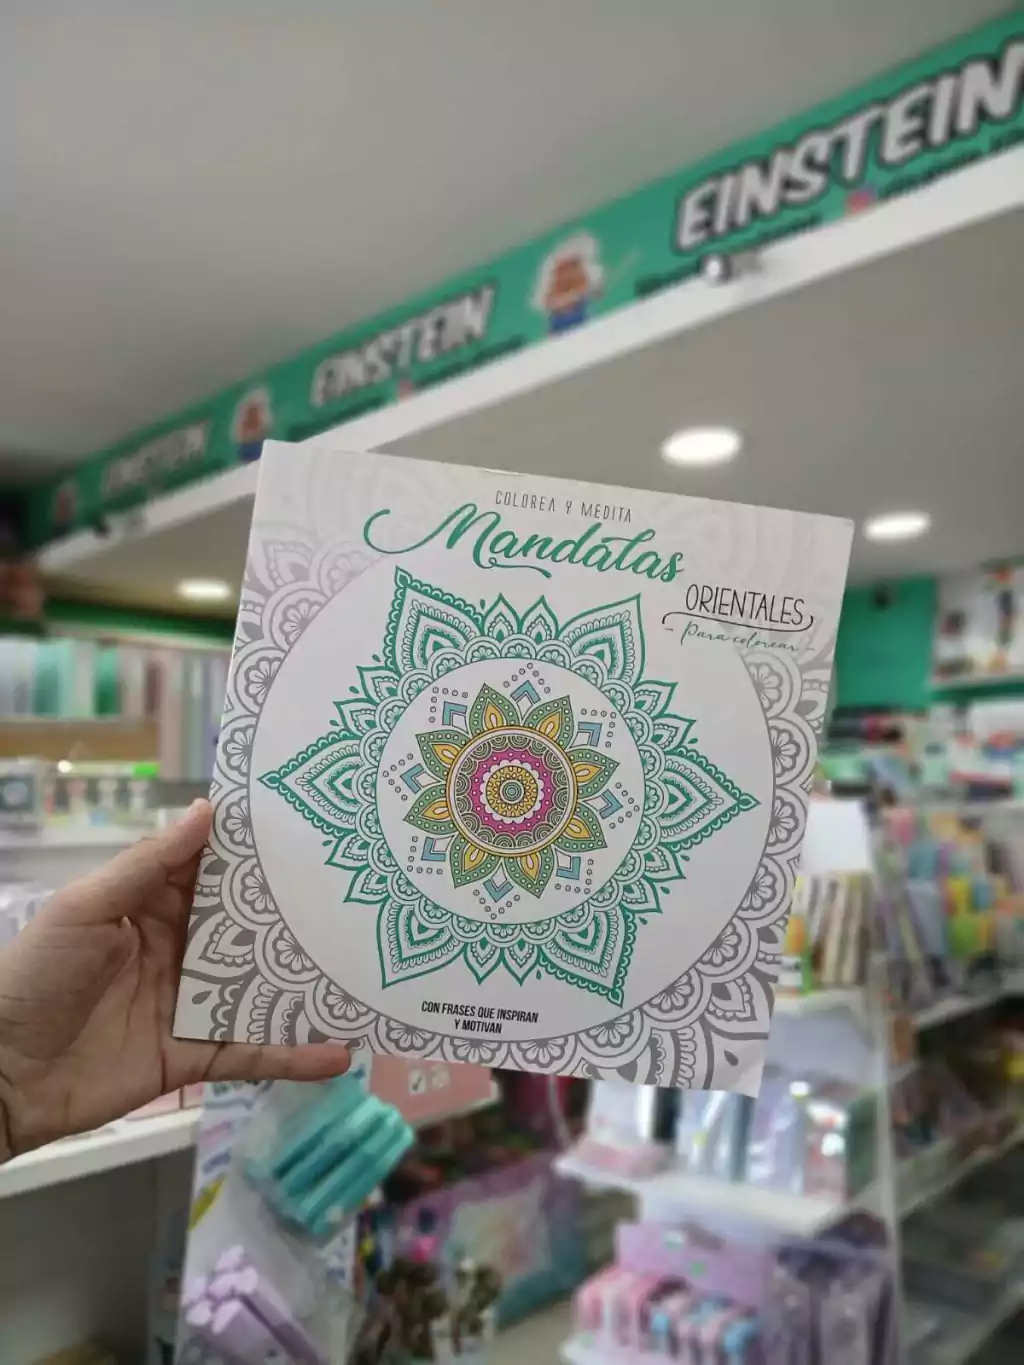 EINSTEIN
EINSTEIN
EINSTEIN
COLOREA Y MEDITA
Mandalas
ORIENTALES
- Para colorear -
CON FRASES QUE INSPIRAN
Y MOTIVAN